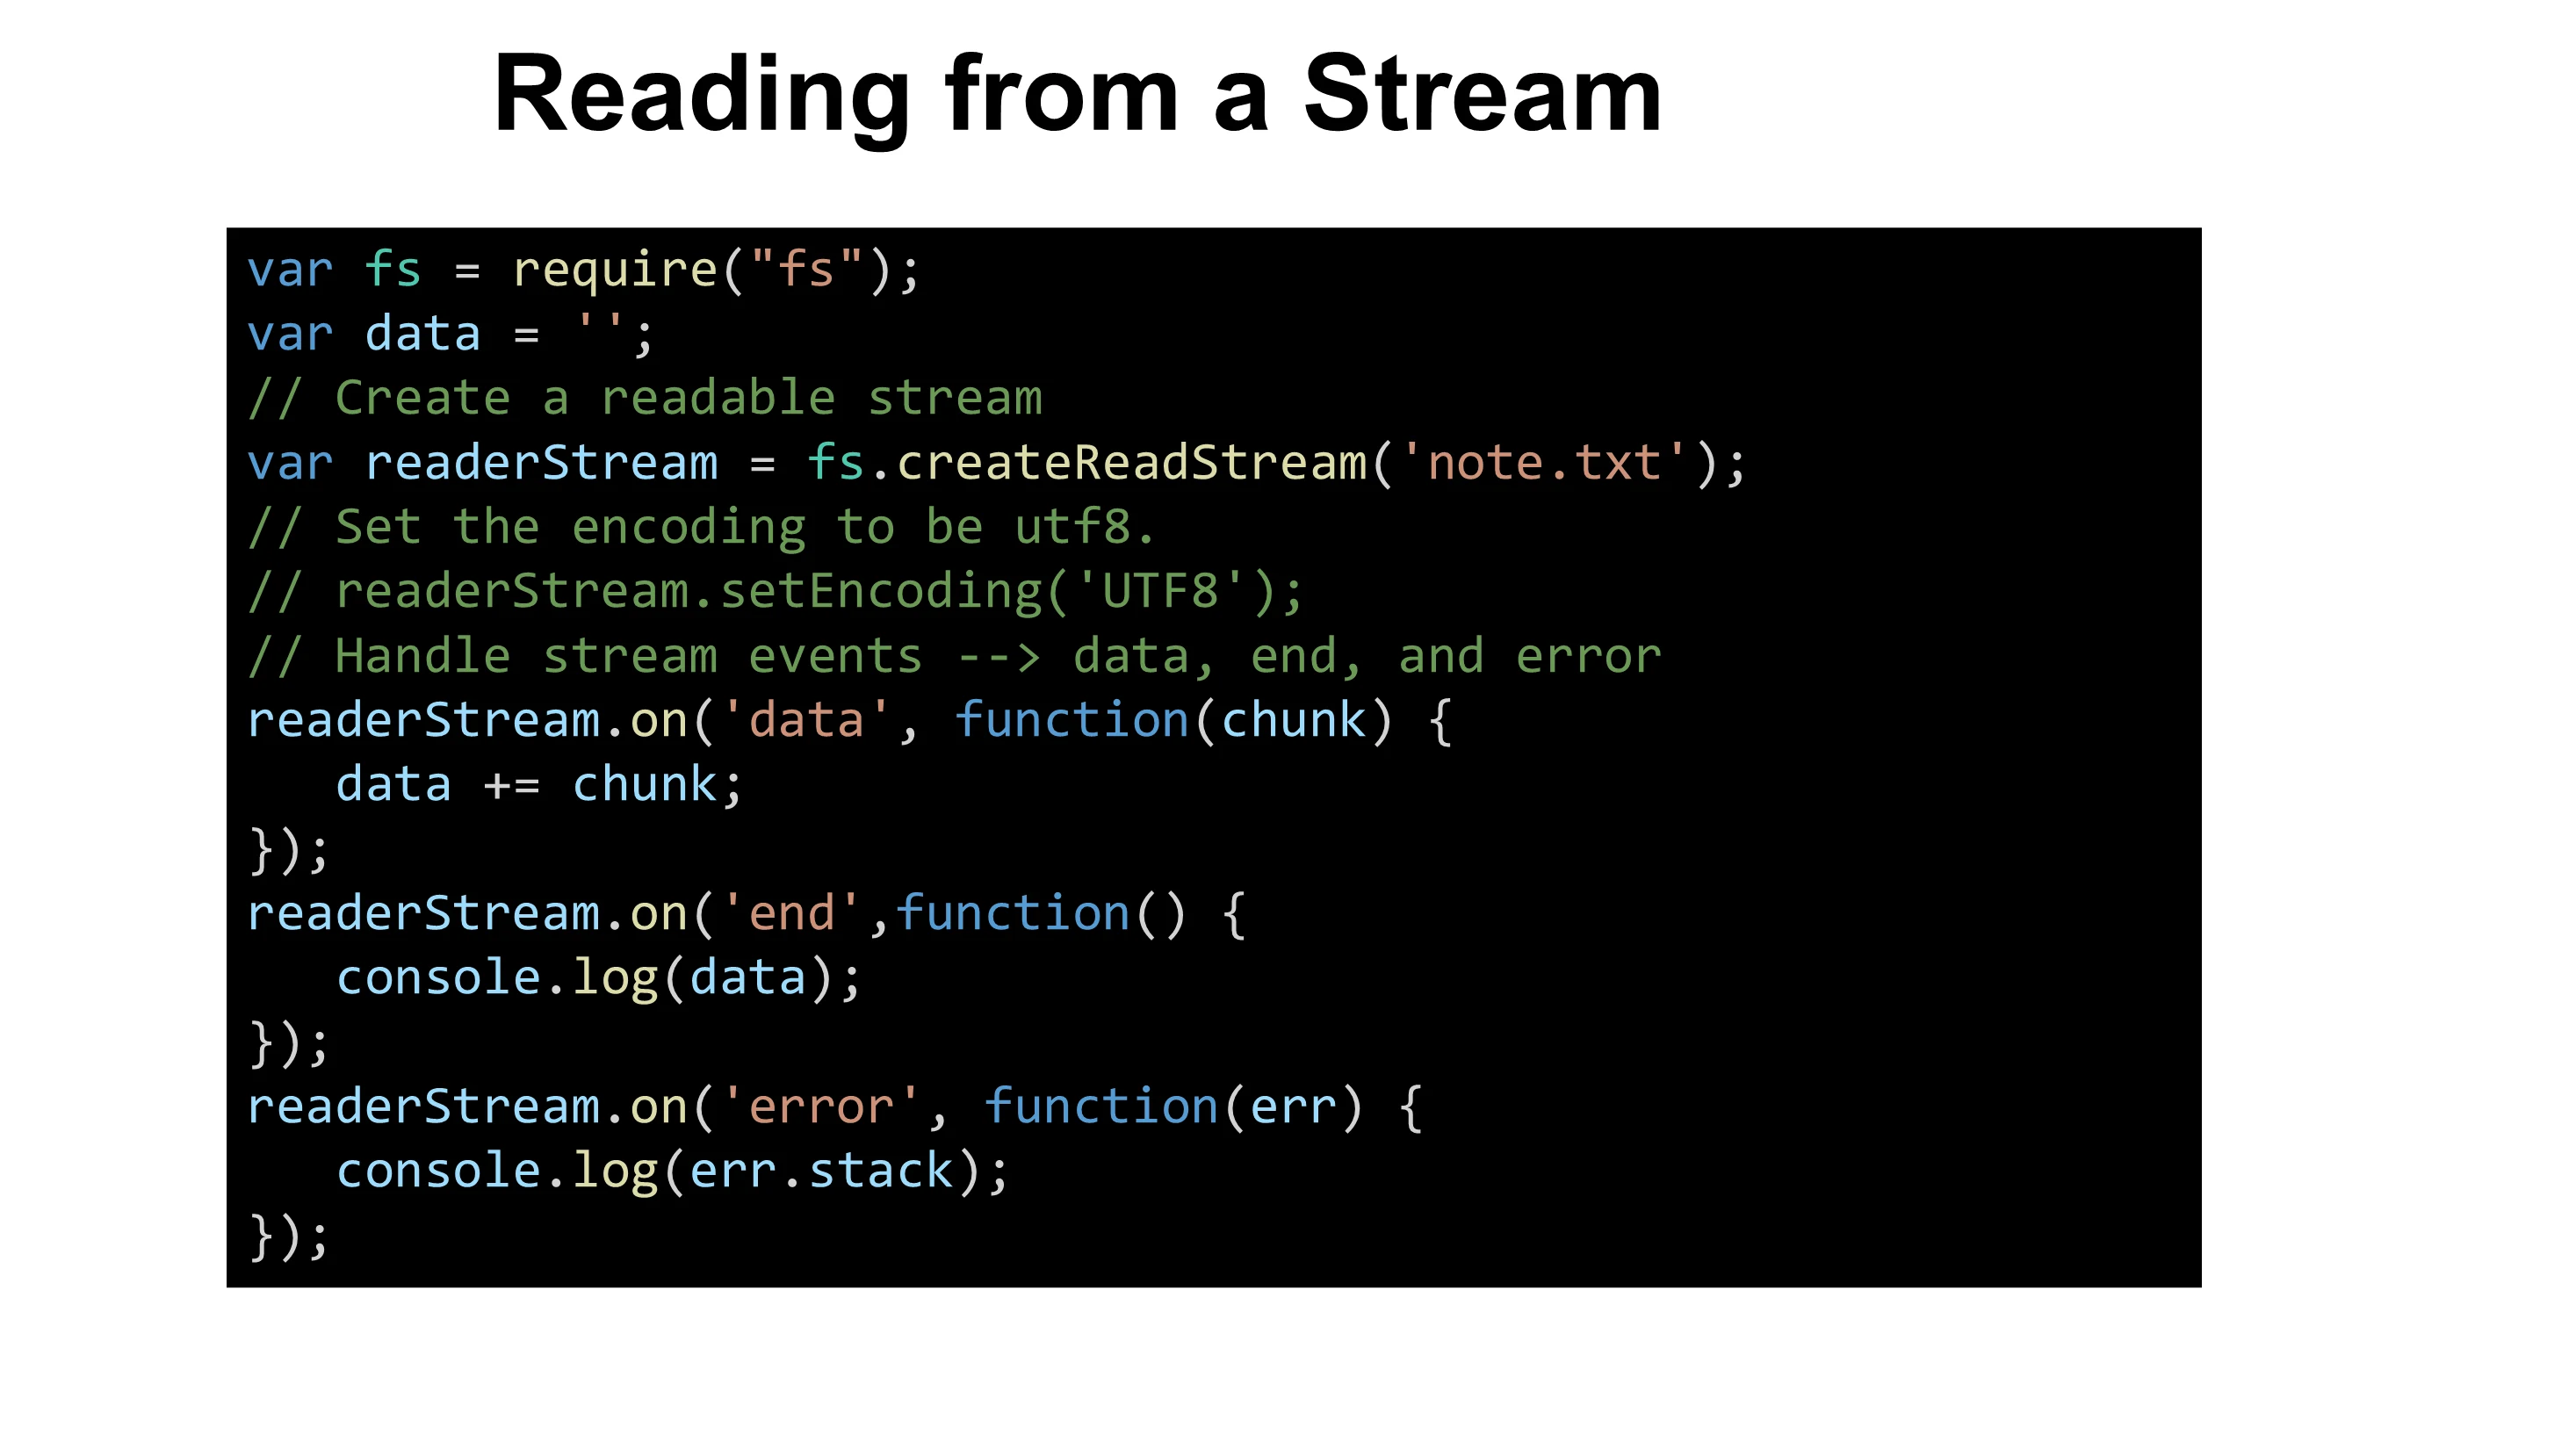 Reading from a Stream
var fs = require("fs");
var data = '';
// Create a readable stream
var readerStream = fs.createReadStream('note.txt');
// Set the encoding to be utf8.
// readerStream.setEncoding('UTF8');
// Handle stream events --> data, end, and error
readerStream.on('data', function(chunk) {
   data += chunk;
});
readerStream.on('end',function() {
   console.log(data);
});
readerStream.on('error', function(err) {
   console.log(err.stack);
});